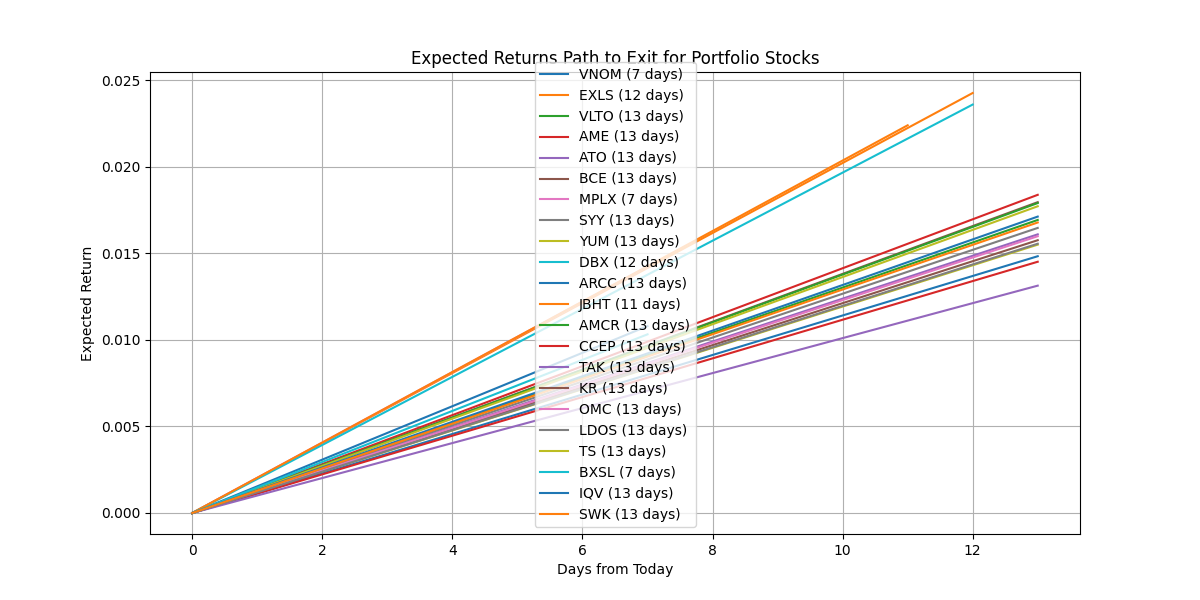 Expected Returns Path to Exit for Portfolio Stocks
VNOM (7 days)
EXLS (12 days)
VLTO (13 days)
AME (13 days)
ATO (13 days)
BCE (13 days)
MPLX (7 days)
SYY (13 days)
YUM (13 days)
DBX (12 days)
ARCC (13 days)
JBHT (11 days)
AMCR (13 days)
CCEP (13 days)
TAK (13 days)
KR (13 days)
OMC (13 days)
LDOS (13 days)
TS (13 days)
BXSL (7 days)
IQV (13 days)
SWK (13 days)
Expected Return
0.025
0.020
0.015
0.010
0.005
0.000
0 2 4 6 8 10 12
Days from Today